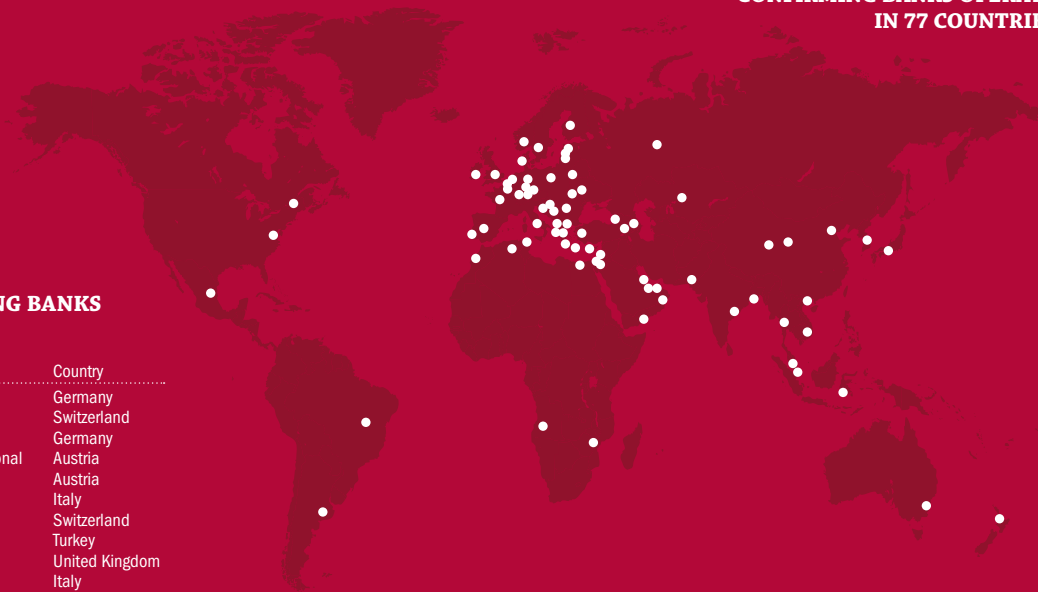 IN 77 COUNTRI
NG BANKS
Country
Germany
Switzerland
Germany
onal Austria
Austria
Italy
Switzerland
Turkey
United Kingdom
Italy